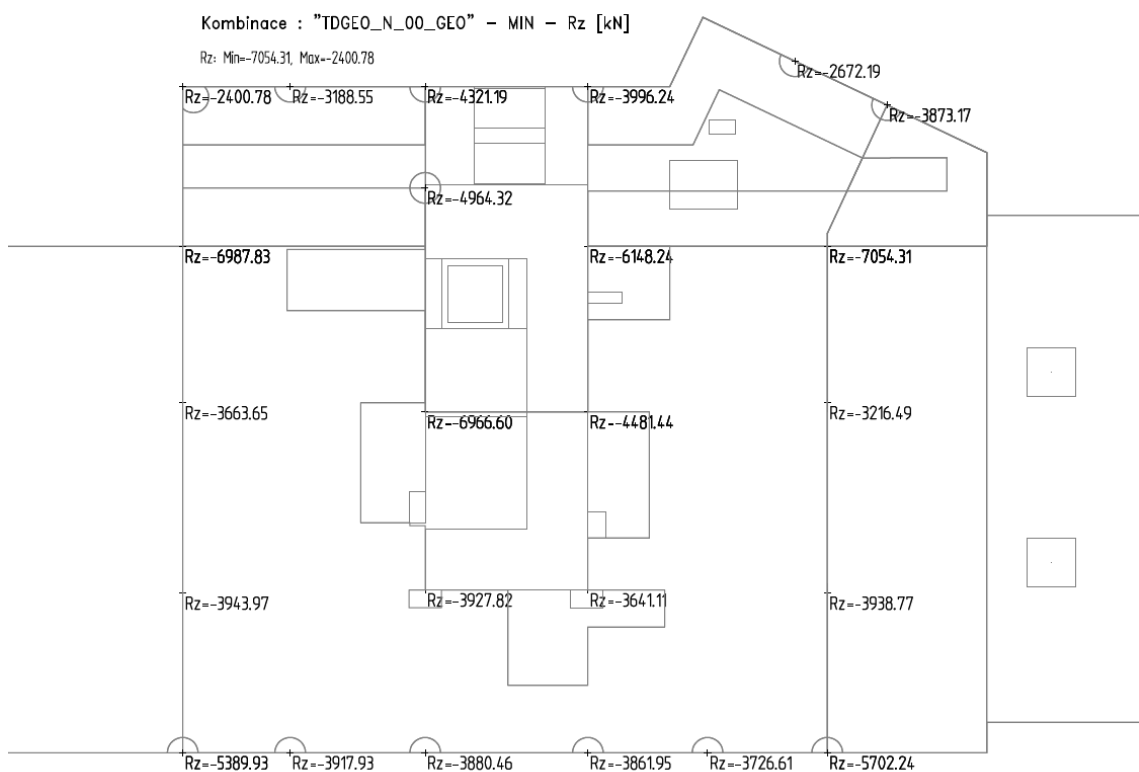 Kombinace : "TDGEO_N_00_GEO" - MIN - Rz [kN]
Rz: Min=-7054.31, Max=-2400.78
Rz=-2672.19
Rz=-2400.78
Rz=-3188.55
Rz=-4321.19
Rz=-3996.24
Rz=-3873.17
Rz=-4964.32
Rz=-6987.83
Rz=-6148.24
Rz=-7054.31
Rz=-3663.65
Rz=-6966.60
Rz=-4481.44
Rz=-3216.49
Rz=-3943.97
Rz=-3927.82
Rz=-3641.11
Rz=-3938.77
Rz=-5389.93
Rz=-3917.93
Rz=-3880.46
Rz=-3861.95
Rz=-3726.61
Rz=-5702.24